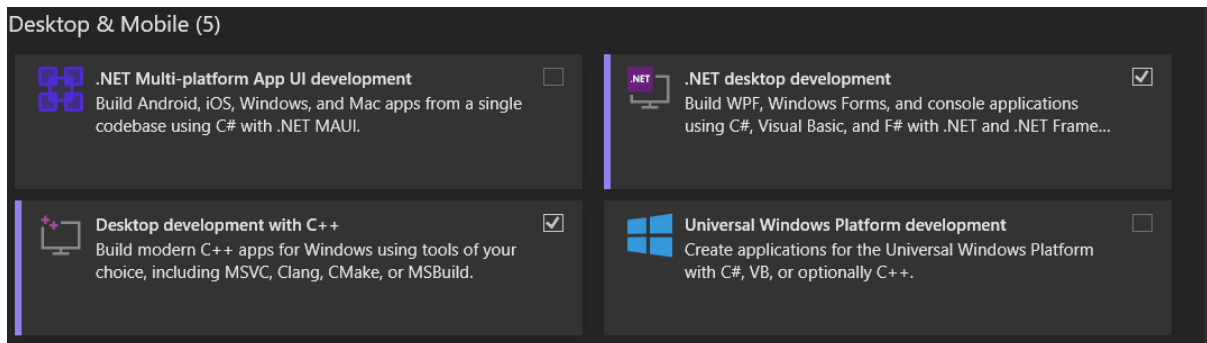 Desktop & Mobile (5)
.NET Multi-platform App UI development
Build Android, iOS, Windows, and Mac apps from a single
codebase using C# with .NET MAUI.
.NET
.NET desktop development
Build WPF, Windows Forms, and console applications
using C#, Visual Basic, and F# with .NET and .NET Frame...
Desktop development with C++
Build modern C++ apps for Windows using tools of your
choice, including MSVC, Clang, CMake, or MSBuild.
Universal Windows Platform development
Create applications for the Universal Windows Platform
with C#, VB, or optionally C++.